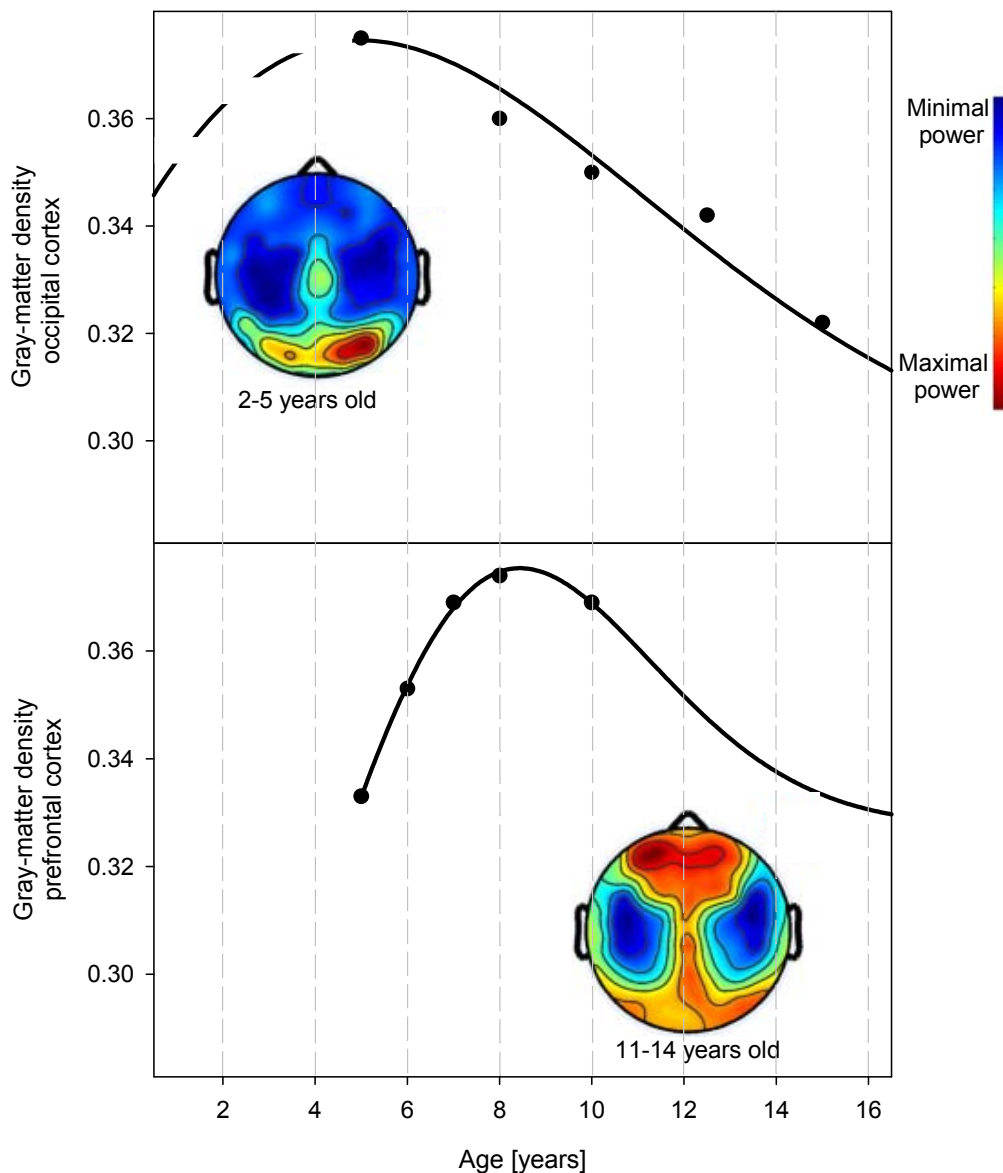 Gray-matter density
occipital cortex
0.36
0.34
0.32
0.30
2-5 years old
Minimal
power
Maximal
power
Gray-matter density
prefrontal cortex
0.36
0.34
0.32
0.30
11-14 years old
2 4 6 8 10 12 14 16
Age [years]